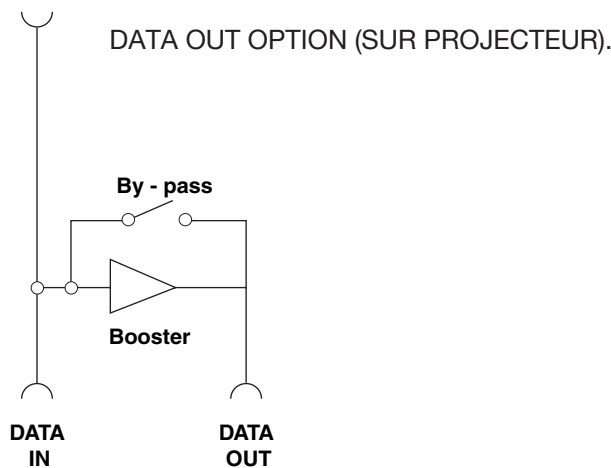 DATA OUT OPTION (SUR PROJECTEUR).
By - pass
Booster
DATA
IN
DATA
OUT